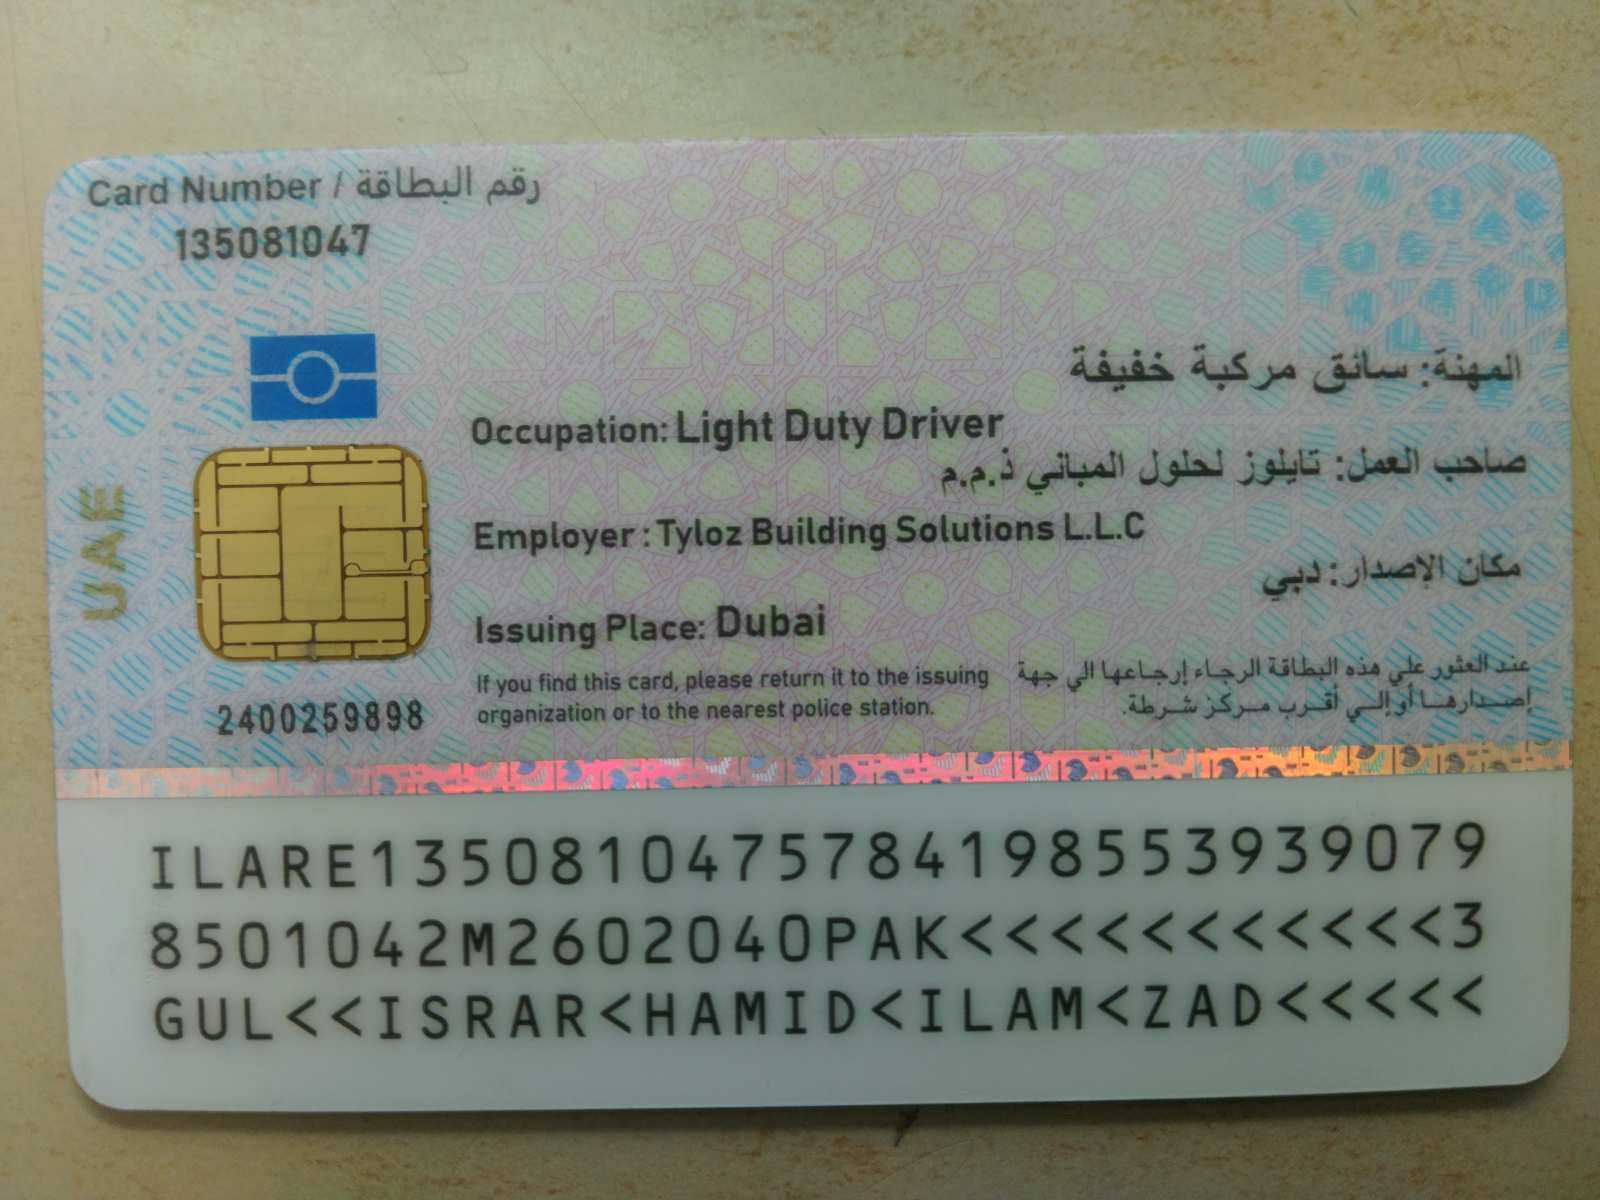 Card Number / رقم البطاقة
135081047
المهنة: سائق مركبة خفيفة
Occupation: Light Duty Driver
صاحب العمل: تايلوز لحلول المباني ذ.م.م
Employer : Tyloz Building Solutions L.L.C
مكان الإصدار: دبي
Issuing Place: Dubai
UAE
If you find this card, please return it to the issuing
organization or to the nearest police station.
عند العثور علي هذه البطاقة الرجاء إرجاعها الي جهة
إصدارها أو إلي أقرب مركز شرطة.
2400259898
ILARE1350810475784198553939079
8501042M2602040PAK<<<<<<<<<<<3
GUL<<ISRAR<HAMID<ILAM<ZAD<<<<<